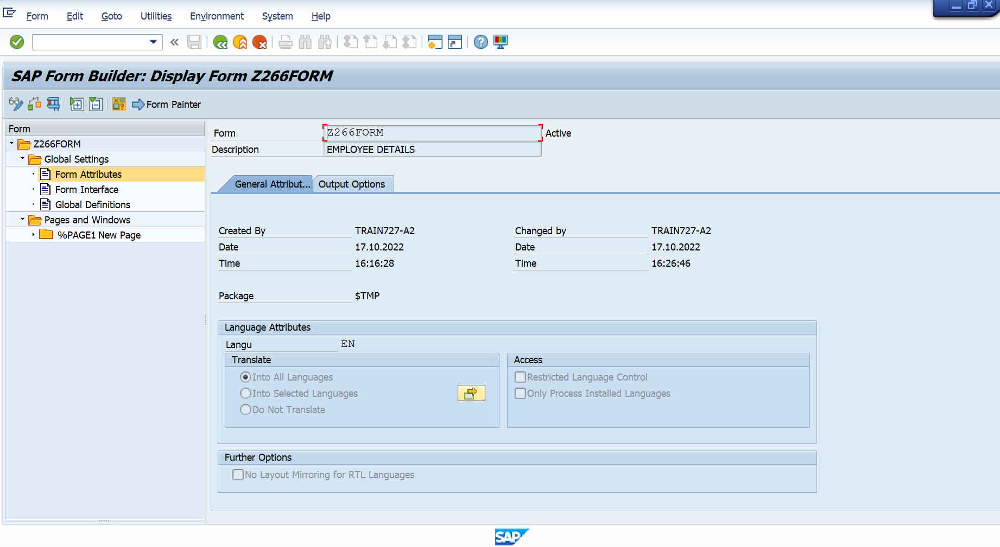 Form Edit Goto Utilities Environment System Help
SAP Form Builder: Display Form Z266FORM
Form Painter
Form
Z266FORM
Global Settings
Form Attributes
Form Interface
Global Definitions
Pages and Windows
%PAGE1 New Page
Form Z266FORM Active
Description EMPLOYEE DETAILS
General Attribut... Output Options
Created By TRAIN727-A2 Changed by TRAIN727-A2
Date 17.10.2022 Date 17.10.2022
Time 16:16:28 Time 16:26:46
Package $TMP
Language Attributes
Langu EN
Translate Access
Into All Languages Restricted Language Control
Into Selected Languages Only Process Installed Languages
Do Not Translate
Further Options
No Layout Mirroring for RTL Languages
SAP